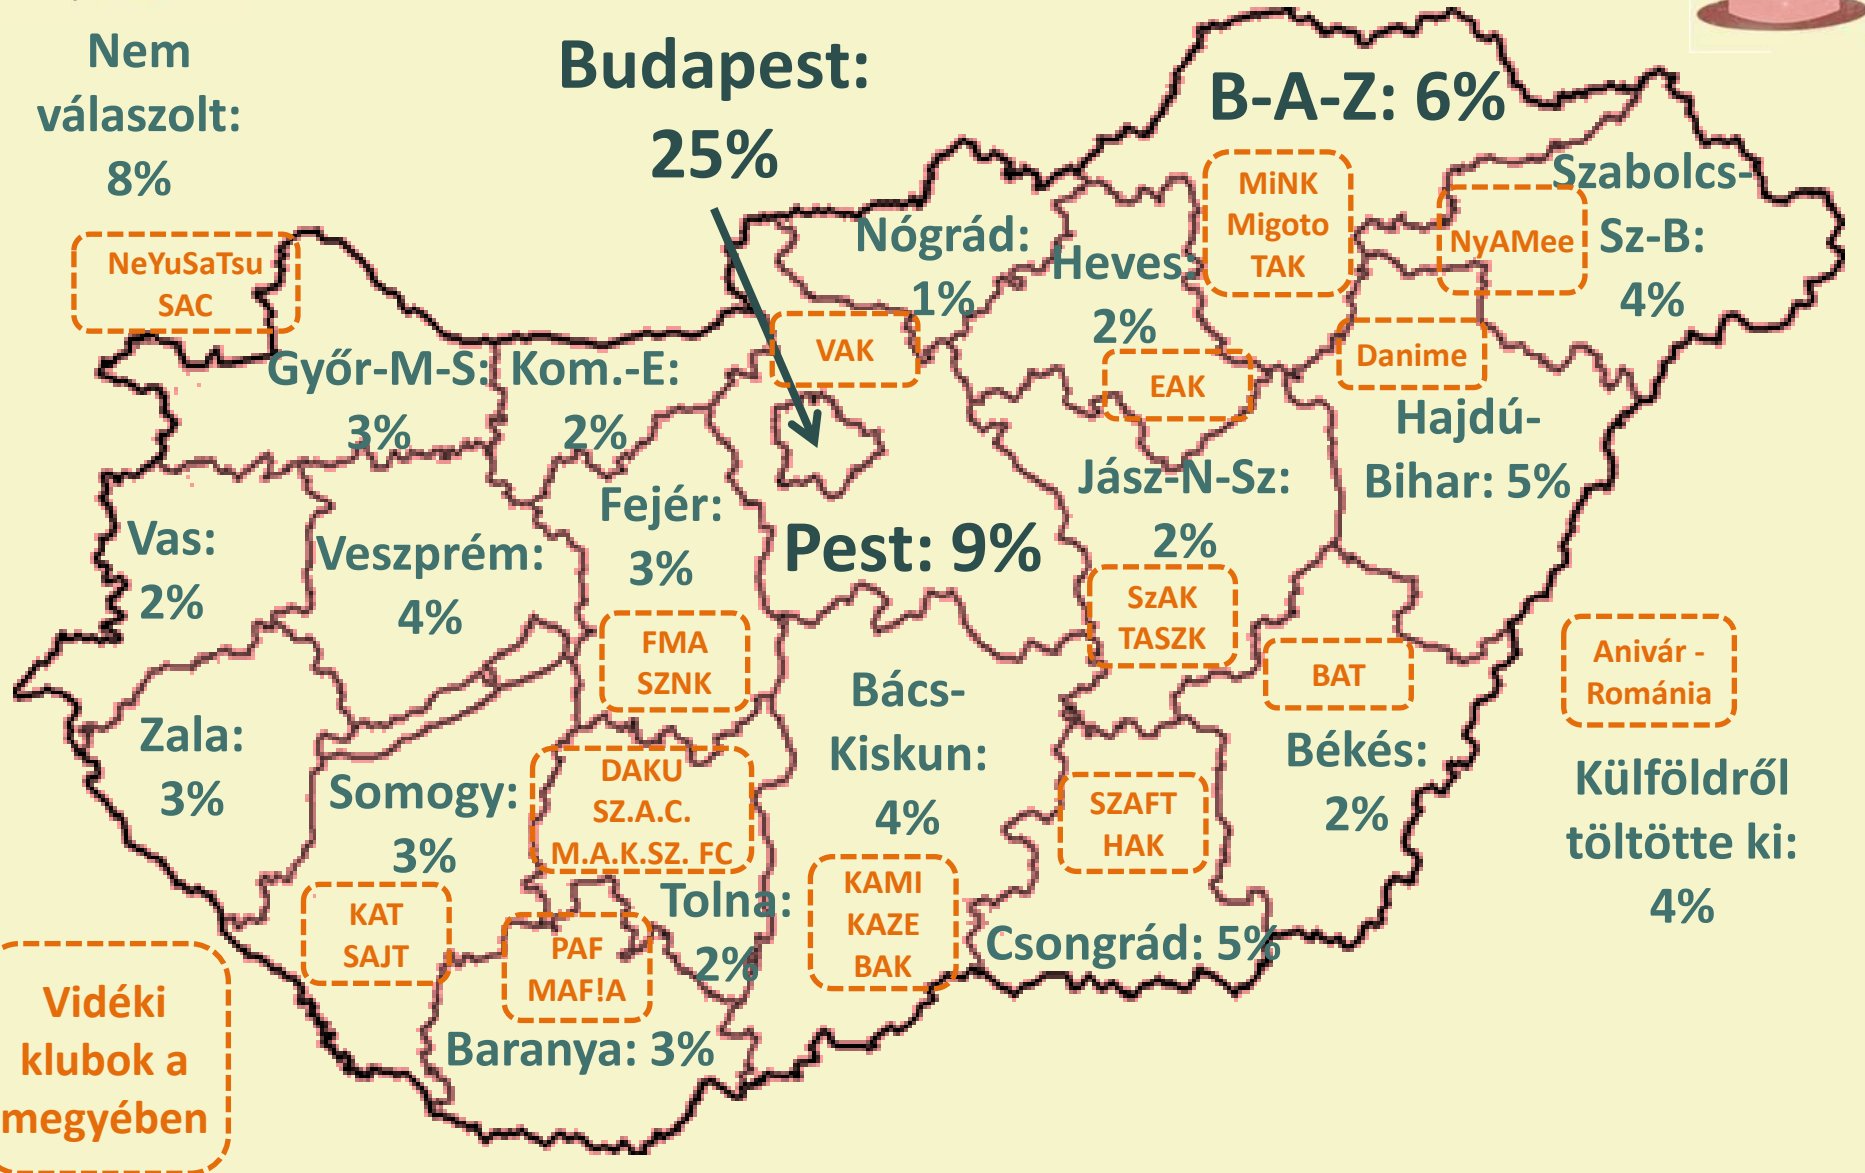 Nem
válaszolt:
8%
Budapest:
25%
B-A-Z: 6%
MiNK
Migoto
TAK
Szabolcs-
Sz-B:
4%
NyAMee
NeYuSaTsu
SAC
Nógrád:
1%
Heves:
2%
VAK
EAK
Danime
Győr-M-S:
3%
Kom.-E:
2%
Hajdú-
Bihar: 5%
Fejér:
3%
Jász-N-Sz:
2%
Vas:
2%
Veszprém:
4%
Pest: 9%
FMA
SZNK
SzAK
TASZK
BAT
Anivár -
Románia
Zala:
3%
Somogy:
3%
DAKU
SZ.A.C.
M.A.K.SZ. FC
Bács-
Kiskun:
4%
SZAFT
HAK
Békés:
2%
Külföldről
töltötte ki:
4%
KAT
SAJT
PAF
MAF!A
Tolna:
2%
KAMI
KAZE
BAK
Csongrád: 5%
Baranya: 3%
Vidéki
klubok a
megyében